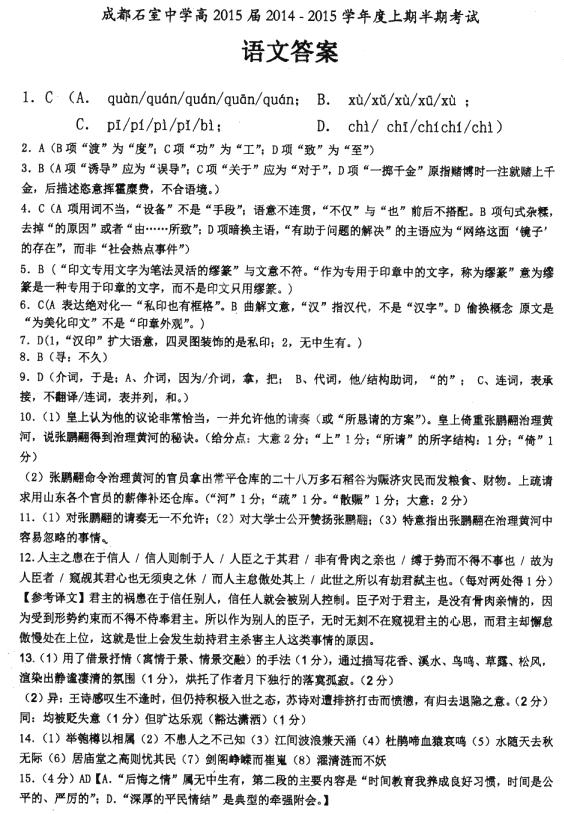 成都石室中学高 2015 届 2014 - 2015 学年度上期半期考试
语文答案
1. C （A. quàn/quán/quán/quān/quán; B. xù/xǔ/xù/xū/xù ;
C. pī/pí/pì/pī/bì; D. chì/ chī/chíchí/chì）
2. A（B项“渡”为“度”；C项“功”为“工”；D项“致”为“至”）
3. B（A项“诱导”应为“误导”；C项“关于”应为“对于”，D项“一掷千金”原指赌博时一注就赌上千
金，后描述恣意挥霍糜费，不合语境。）
4. C（A 项用词不当，“设备”不是“手段”；语意不连贯，“不仅”与“也”前后不搭配。B 项句式杂糅，
去掉“的原因”或者“由……所致”；D项暗换主语，“有助于问题的解决”的主语应为“网络这面‘镜子’
的存在”，而非“社会热点事件”）
5. B（“印文专用文字为笔法灵活的缪篆”与文意不符。“作为专用于印章中的文字，称为缪篆”意为缪
篆是一种专用于印章的文字，而不是印文只用缪篆。）
6. C(A 表达绝对化—“私印也有框格”。B 曲解文意，“汉”指汉代，不是“汉字”。D 偷换概念 原文是
“为美化印文”不是“印章外观”。)
7. D(1，“汉印”扩大语意，四灵图装饰的是私印；2，无中生有。)
8. B（寻：不久）
9. D（介词，于是；A、介词，因为/介词，拿，把； B、代词，他/结构助词，“的”； C、连词，表承
接，不翻译/连词，表并列，和。）
10.（1）皇上认为他的议论非常恰当，一并允许他的请奏（或“所恳请的方案”）。皇上倚重张鹏翮治理黄
河，说张鹏翮得到治理黄河的秘诀。（给分点：大意2分；“上”1分；“所请”的所字结构：1分；“倚”1
分）
（2）张鹏翮命令治理黄河的官员拿出常平仓库的二十八万多石稻谷为赈济灾民而发粮食、财物。上疏请
求用山东各个官员的薪俸补还仓库。（“河”1分；“疏”1分。“散赈”1分；大意：2分）
11.（1）对张鹏翮的请奏无一不允许；（2）对大学士公开赞扬张鹏翮；（3）特意指出张鹏翮在治理黄河中
容易忽略的事情。
12.人主之患在于信人 / 信人则制于人 / 人臣之于其君 / 非有骨肉之亲也 / 缚于势而不得不事也 / 故为
人臣者 / 窥觇其君心也无须臾之休 / 而人主怠傲处其上 / 此世之所以有劫君弑主也。（每对两处得1分）
【参考译文】君主的祸患在于信任别人，信任人就会被别人控制。臣子对于君主，是没有骨肉亲情的，因
为受到形势约束而不得不侍奉君主。所以作为别人的臣子，无时无刻不在窥视君主的心思，而君主却懈怠
傲慢处在上位，这就是世上会发生劫持君主杀害主人这类事情的原因。
13.（1）用了借景抒情（寓情于景、情景交融）的手法（1分），通过描写花香、溪水、鸟鸣、草露、松风，
渲染出静谧凄清的氛围（1分），烘托了作者月下独行的落寞孤寂。（2分）
（2）异：王诗感叹生不逢时，但仍持积极入世之态，苏诗对遭排挤打击而愤懑，有归去退隐之意。（2分）
同：均被贬失意（1分）但旷达乐观（豁达潇洒）（1分）
14.（1）举匏樽以相属（2）不患人之不己知（3）江间波浪兼天涌（4）杜鹃啼血猿哀鸣（5）水随天去秋
无际（6）居庙堂之高则忧其民（7）剑阁峥嵘而崔嵬（8）濯清涟而不妖
15.（4分）AD【A.“后悔之情”属无中生有，第二段的主要内容是“时间教育我养成良好习惯，时间是公
平的、严厉的”；D.“深厚的平民情结”是典型的牵强附会。】